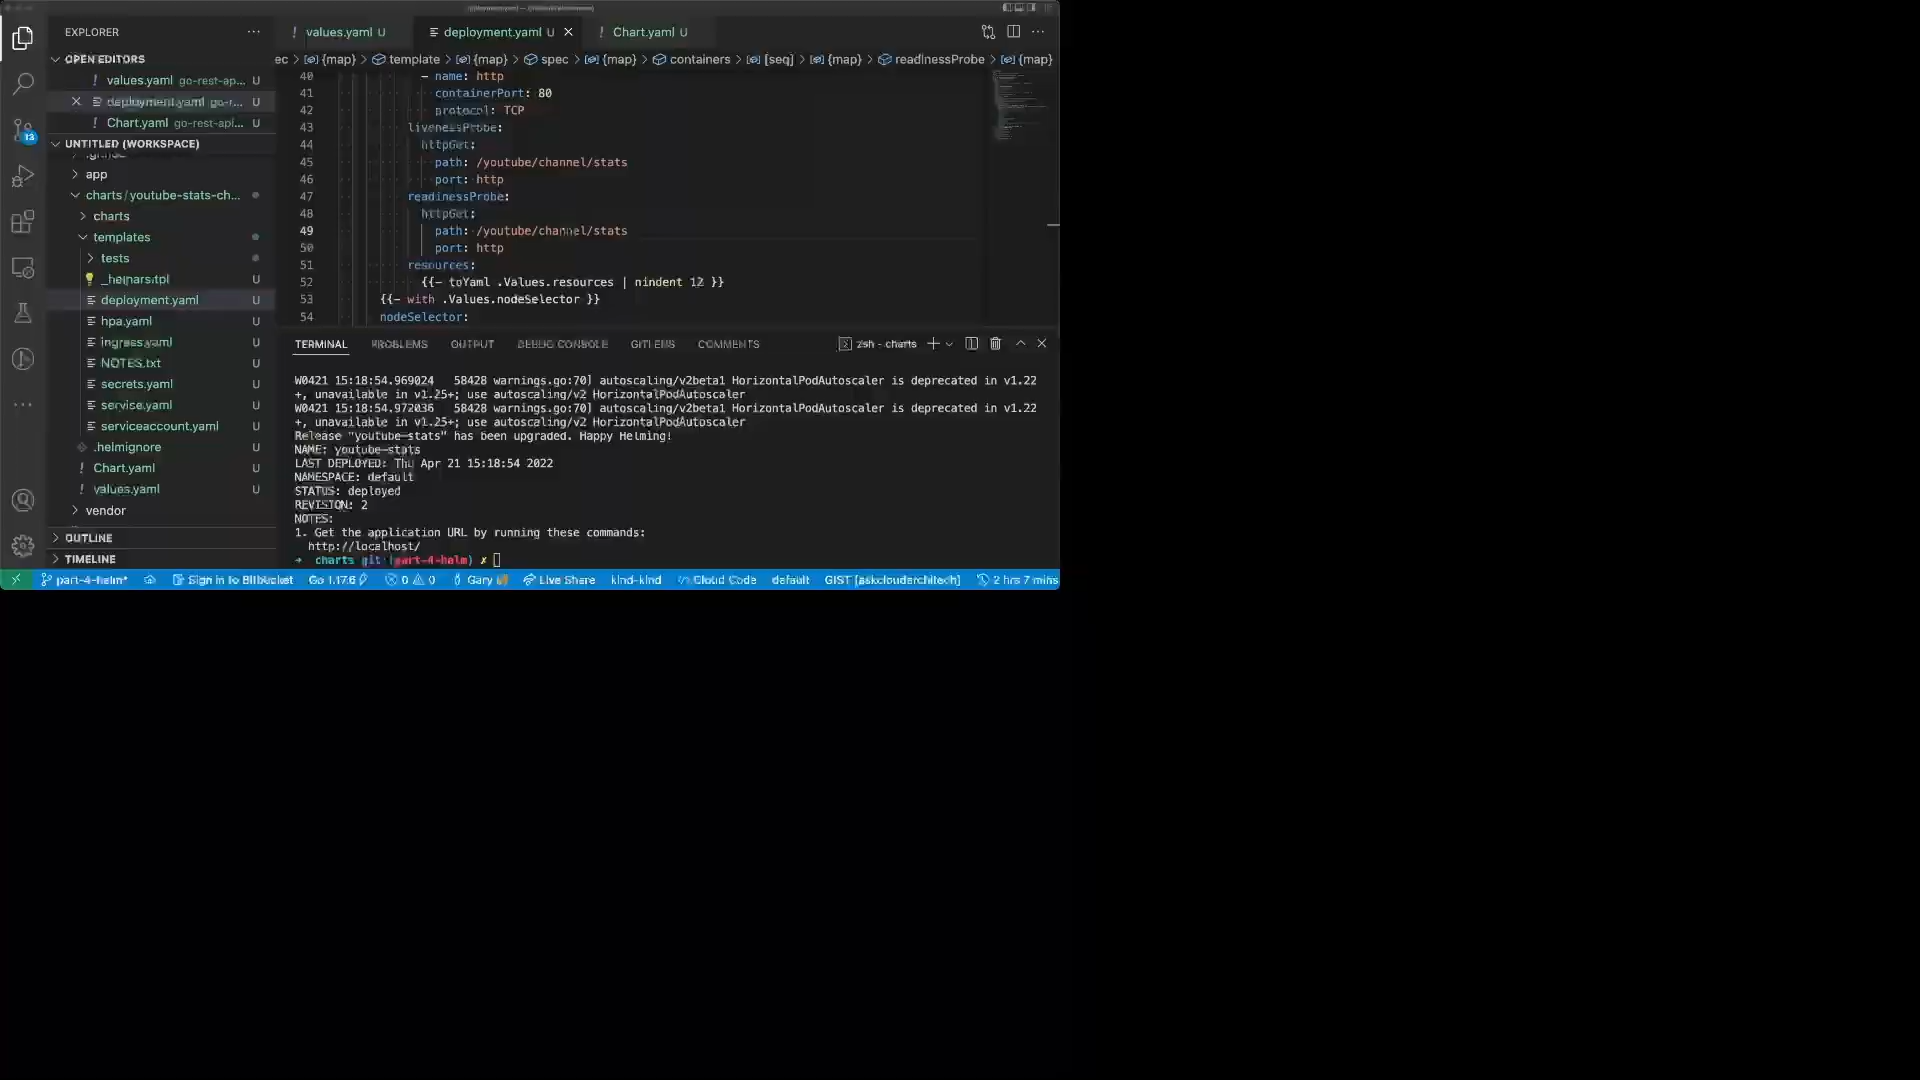 EXPLORER
OPEN EDITORS
! values.yaml go-rest-ap... U
deployment.yaml go-r... U
! Chart.yaml go-rest-api... U
UNTITLED (WORKSPACE)
app
charts/youtube-stats-ch...
charts
templates
tests
_helpers.tpl U
deployment.yaml U
hpa.yaml U
ingress.yaml U
NOTES.txt U
secrets.yaml U
service.yaml U
serviceaccount.yaml U
.helmignore U
! Chart.yaml U
! values.yaml U
vendor
OUTLINE
TIMELINE
13
! values.yaml U
deployment.yaml U
! Chart.yaml U
ec > {map} > template > {map} > spec > {map} > containers > [seq] > {map} > readinessProbe > {map}
40 - name: http
41 containerPort: 80
42 protocol: TCP
43 livenessProbe:
44 httpGet:
45 path: /youtube/channel/stats
46 port: http
47 readinessProbe:
48 httpGet:
49 path: /youtube/channel/stats
50 port: http
51 resources:
52 {{- toYaml .Values.resources | nindent 12 }}
53 {{- with .Values.nodeSelector }}
54 nodeSelector:
TERMINAL PROBLEMS OUTPUT DEBUG CONSOLE GITLENS COMMENTS zsh - charts
W0421 15:18:54.969024 58428 warnings.go:70] autoscaling/v2beta1 HorizontalPodAutoscaler is deprecated in v1.22
+, unavailable in v1.25+; use autoscaling/v2 HorizontalPodAutoscaler
W0421 15:18:54.972036 58428 warnings.go:70] autoscaling/v2beta1 HorizontalPodAutoscaler is deprecated in v1.22
+, unavailable in v1.25+; use autoscaling/v2 HorizontalPodAutoscaler
Release "youtube-stats" has been upgraded. Happy Helming!
NAME: youtube-stats
LAST DEPLOYED: Thu Apr 21 15:18:54 2022
NAMESPACE: default
STATUS: deployed
REVISION: 2
NOTES:
1. Get the application URL by running these commands:
http://localhost/
→ charts git:(part-4-helm) ✗
part-4-helm* Sign in to Bitbucket Go 1.17.6 0 0 Gary Live Share kind-kind Cloud Code default GIST [askcloudarchitech] 2 hrs 7 mins